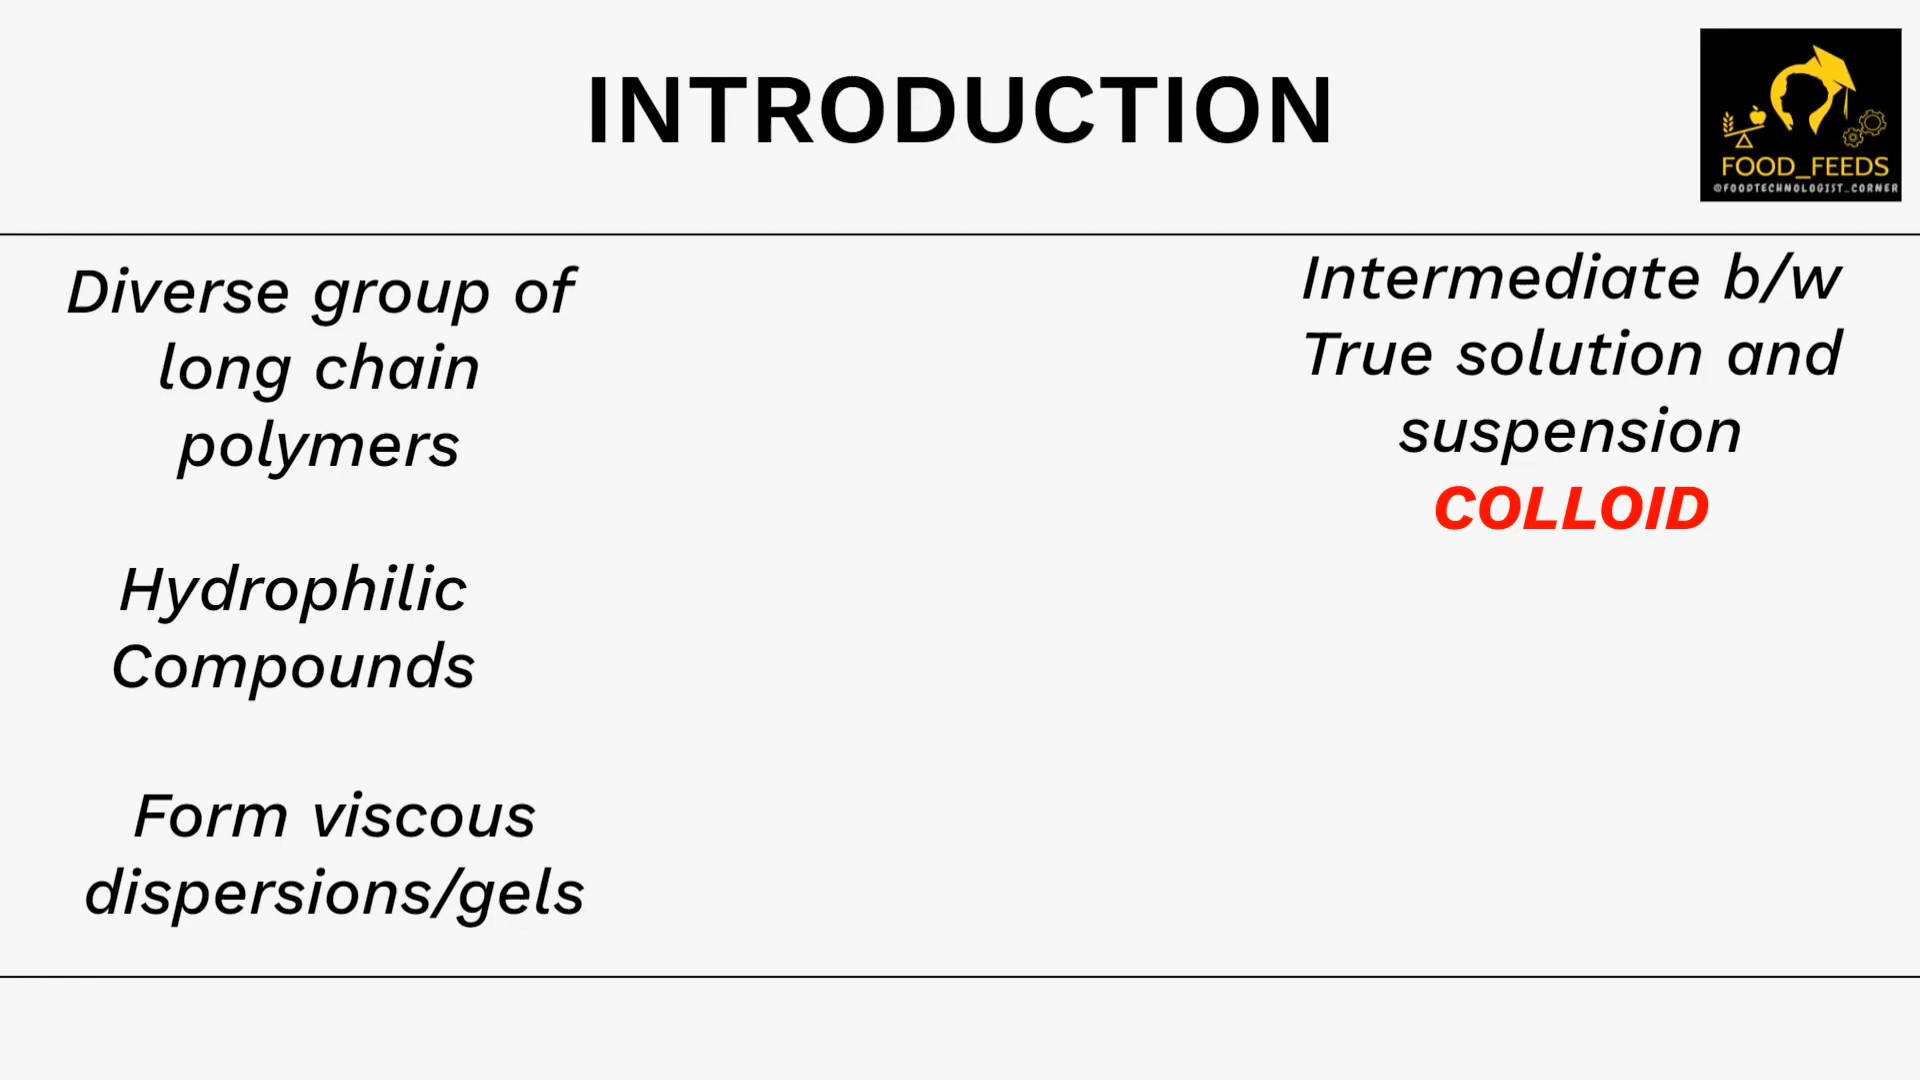 INTRODUCTION
FOOD_FEEDS
@FOODTECHNOLOGIST_CORNER
Diverse group of
long chain
polymers
Hydrophilic
Compounds
Form viscous
dispersions/gels
Intermediate b/w
True solution and
suspension
COLLOID